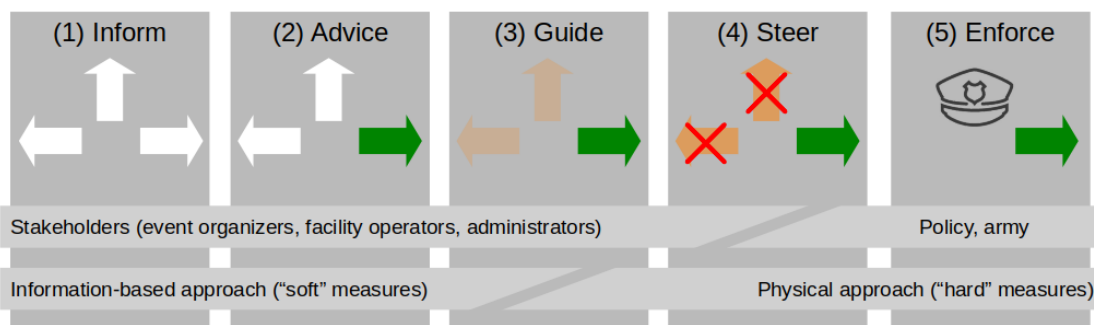 (1) Inform
(2) Advice
(3) Guide
(4) Steer
(5) Enforce
Stakeholders (event organizers, facility operators, administrators)
Policy, army
Information-based approach (“soft” measures)
Physical approach (“hard” measures)